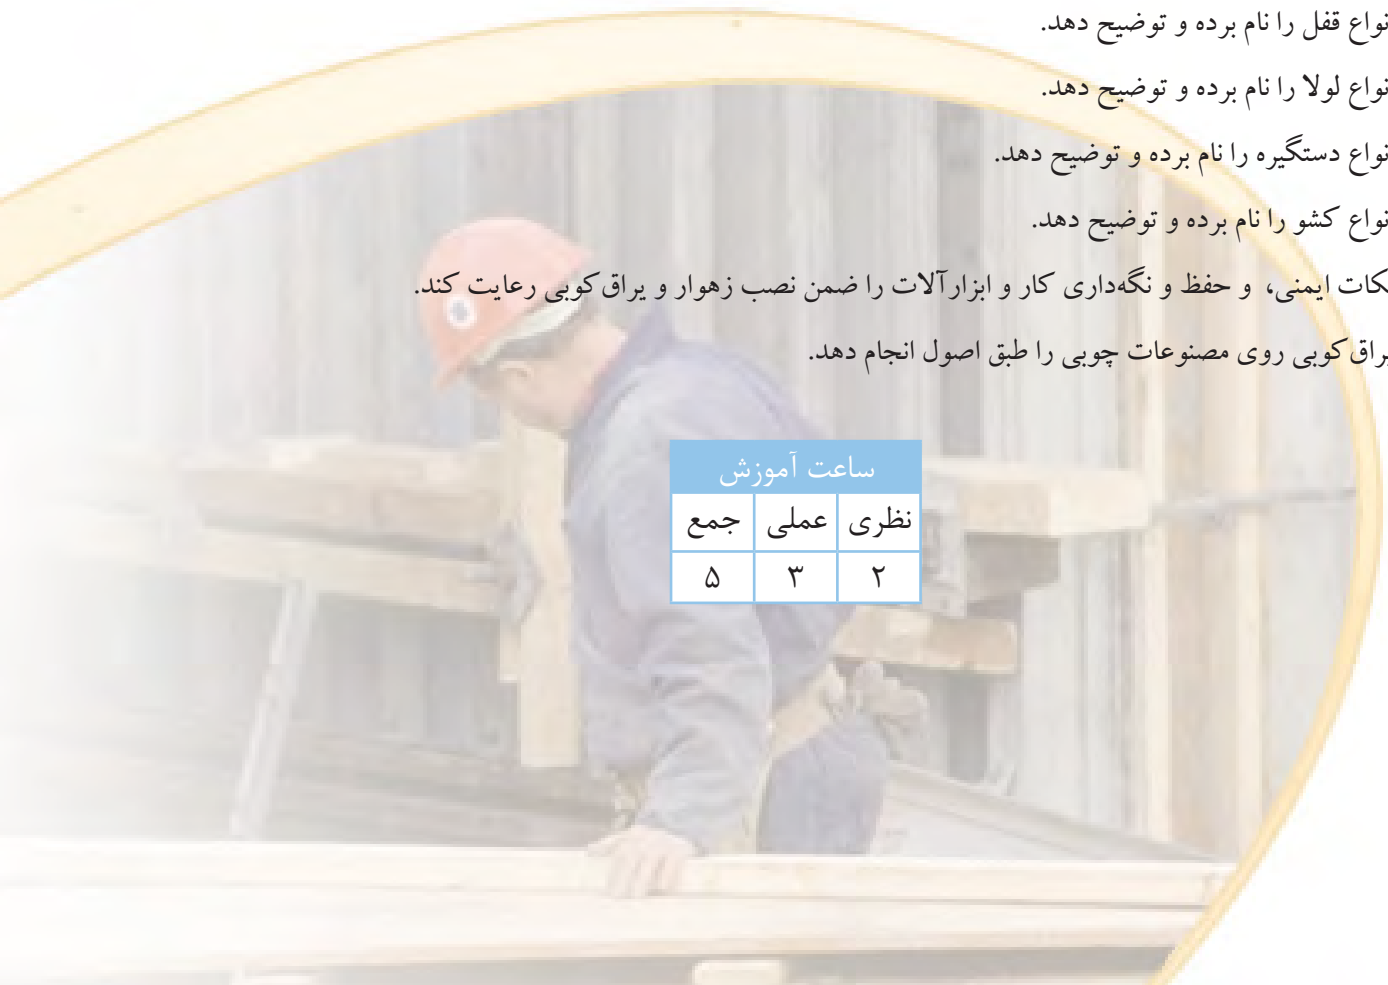 نواع قفل را نام برده و توضیح دهد.
نواع لولا را نام برده و توضیح دهد.
نواع دستگیره را نام برده و توضیح دهد.
نواع کشو را نام برده و توضیح دهد.
کات ایمنی، و حفظ و نگه‌داری کار و ابزارآلات را ضمن نصب زهوار و یراق‌کوبی رعایت کند.
راق‌کوبی روی مصنوعات چوبی را طبق اصول انجام دهد.
ساعت آموزش
نظری عملی جمع
۲ ۳ ۵